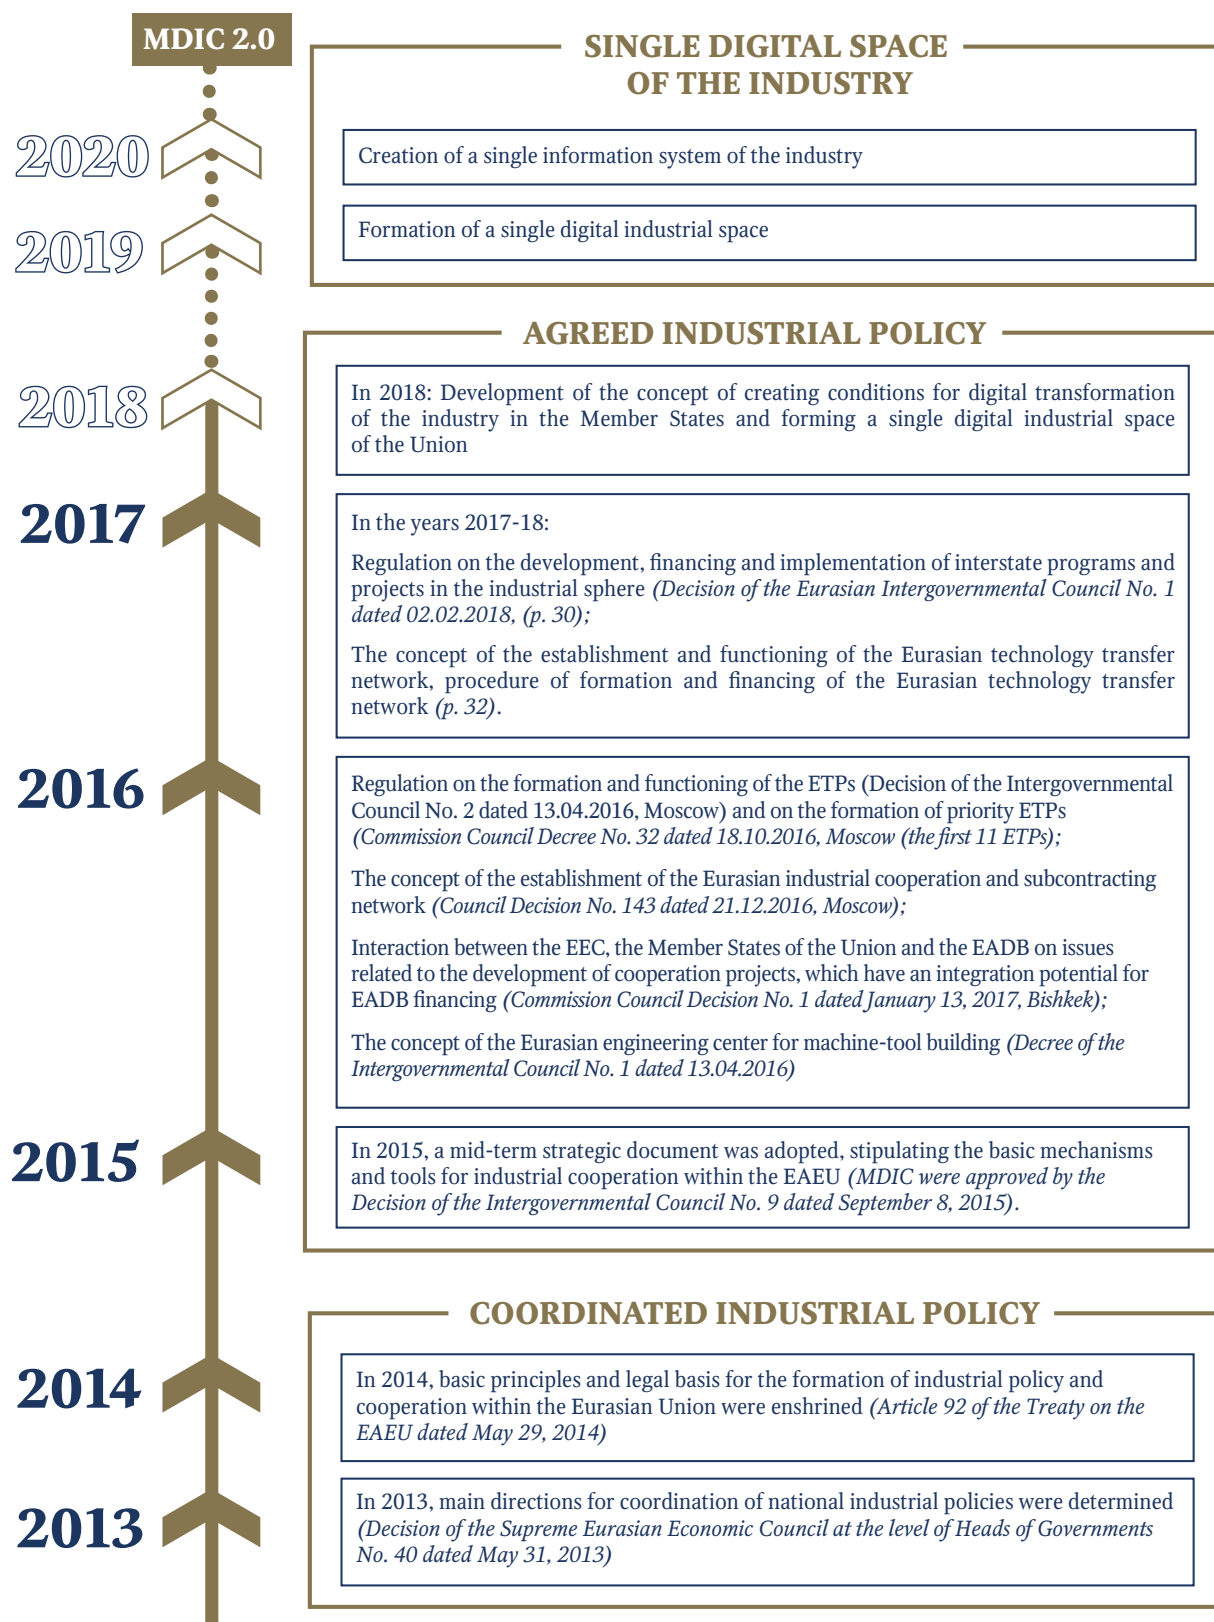 MDIC 2.0
SINGLE DIGITAL SPACE
OF THE INDUSTRY
2020
Creation of a single information system of the industry
2019
Formation of a single digital industrial space
AGREED INDUSTRIAL POLICY
2018
In 2018: Development of the concept of creating conditions for digital transformation
of the industry in the Member States and forming a single digital industrial space
of the Union
2017
In the years 2017-18:
Regulation on the development, financing and implementation of interstate programs and
projects in the industrial sphere (Decision of the Eurasian Intergovernmental Council No. 1
dated 02.02.2018, (p. 30);
The concept of the establishment and functioning of the Eurasian technology transfer
network, procedure of formation and financing of the Eurasian technology transfer
network (p. 32).
2016
Regulation on the formation and functioning of the ETPs (Decision of the Intergovernmental
Council No. 2 dated 13.04.2016, Moscow) and on the formation of priority ETPs
(Commission Council Decree No. 32 dated 18.10.2016, Moscow (the first 11 ETPs);
The concept of the establishment of the Eurasian industrial cooperation and subcontracting
network (Council Decision No. 143 dated 21.12.2016, Moscow);
Interaction between the EEC, the Member States of the Union and the EADB on issues
related to the development of cooperation projects, which have an integration potential for
EADB financing (Commission Council Decision No. 1 dated January 13, 2017, Bishkek);
The concept of the Eurasian engineering center for machine-tool building (Decree of the
Intergovernmental Council No. 1 dated 13.04.2016)
2015
In 2015, a mid-term strategic document was adopted, stipulating the basic mechanisms
and tools for industrial cooperation within the EAEU (MDIC were approved by the
Decision of the Intergovernmental Council No. 9 dated September 8, 2015).
COORDINATED INDUSTRIAL POLICY
2014
In 2014, basic principles and legal basis for the formation of industrial policy and
cooperation within the Eurasian Union were enshrined (Article 92 of the Treaty on the
EAEU dated May 29, 2014)
2013
In 2013, main directions for coordination of national industrial policies were determined
(Decision of the Supreme Eurasian Economic Council at the level of Heads of Governments
No. 40 dated May 31, 2013)